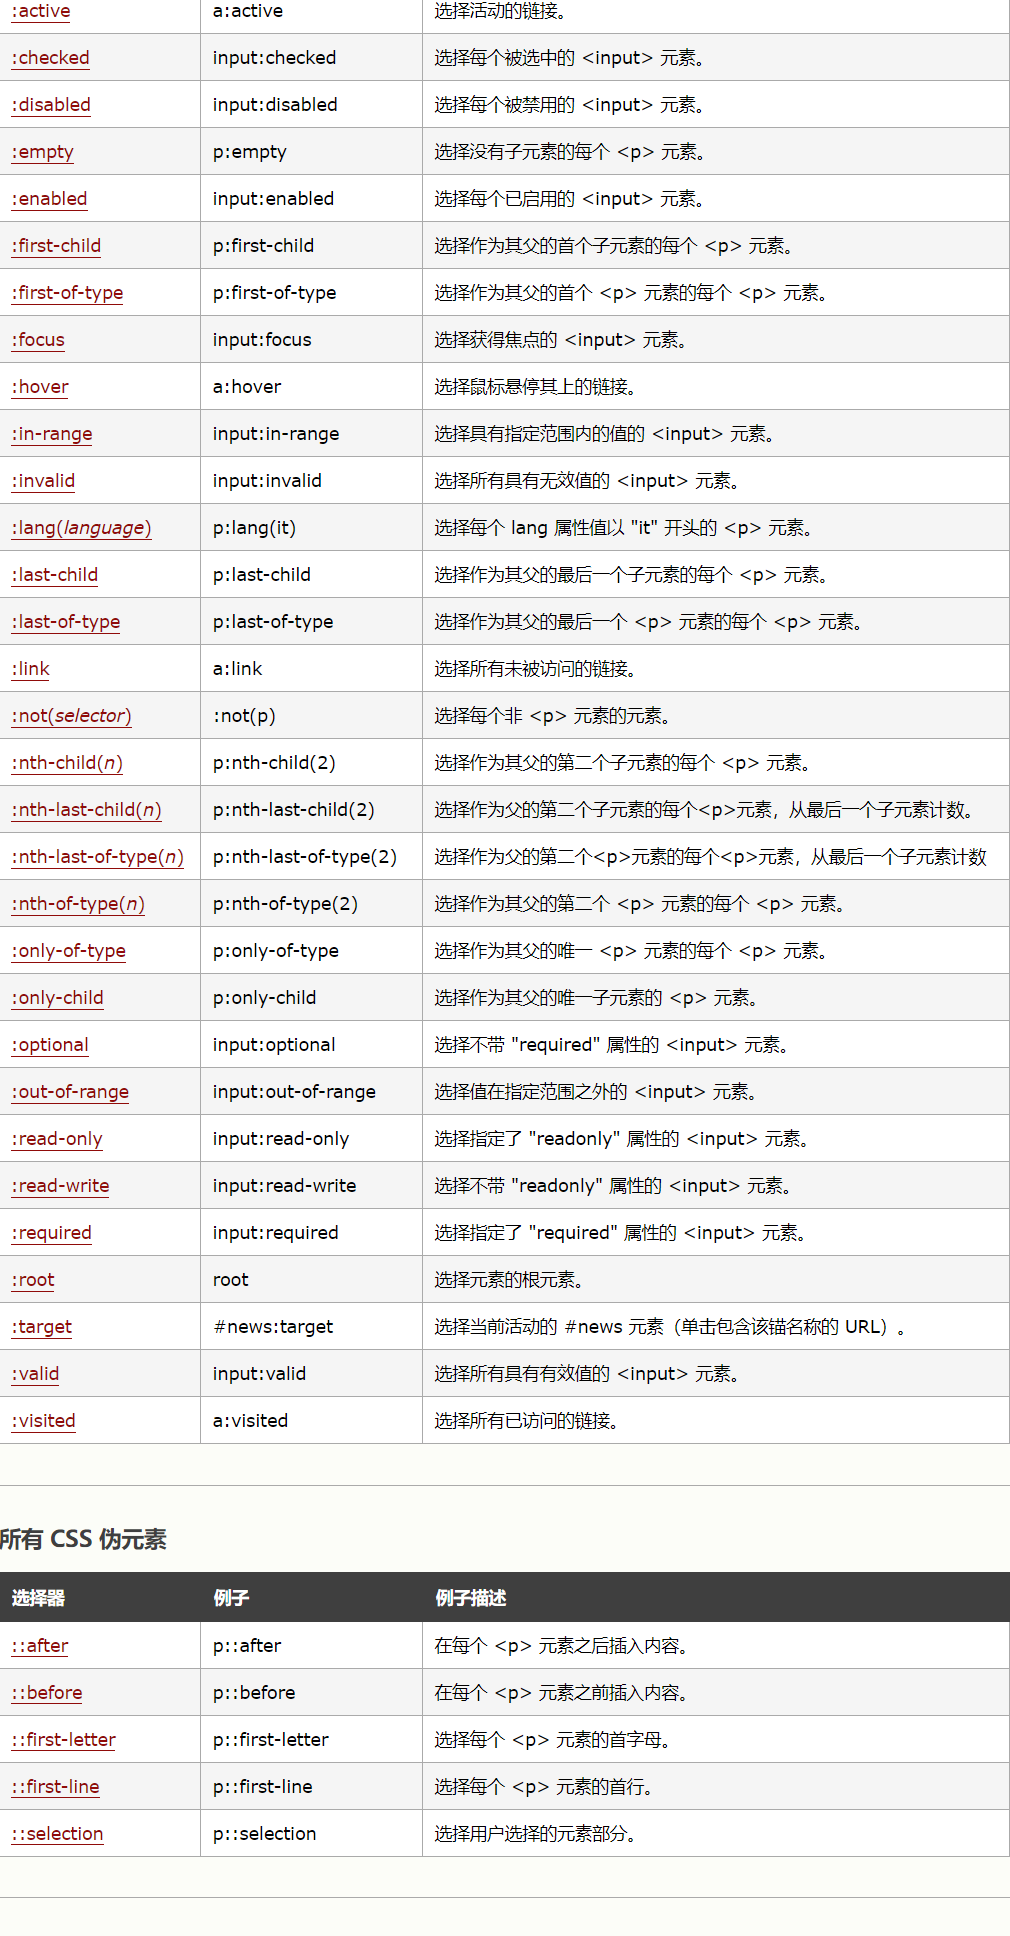 :active a:active 选择活动的链接。
:checked input:checked 选择每个被选中的 <input> 元素。
:disabled input:disabled 选择每个被禁用的 <input> 元素。
:empty p:empty 选择没有子元素的每个 <p> 元素。
:enabled input:enabled 选择每个已启用的 <input> 元素。
:first-child p:first-child 选择作为其父的首个子元素的每个 <p> 元素。
:first-of-type p:first-of-type 选择作为其父的首个 <p> 元素的每个 <p> 元素。
:focus input:focus 选择获得焦点的 <input> 元素。
:hover a:hover 选择鼠标悬停其上的链接。
:in-range input:in-range 选择具有指定范围内的值的 <input> 元素。
:invalid input:invalid 选择所有具有无效值的 <input> 元素。
:lang(language) p:lang(it) 选择每个 lang 属性值以 "it" 开头的 <p> 元素。
:last-child p:last-child 选择作为其父的最后一个子元素的每个 <p> 元素。
:last-of-type p:last-of-type 选择作为其父的最后一个 <p> 元素的每个 <p> 元素。
:link a:link 选择所有未被访问的链接。
:not(selector) :not(p) 选择每个非 <p> 元素的元素。
:nth-child(n) p:nth-child(2) 选择作为其父的第二个子元素的每个 <p> 元素。
:nth-last-child(n) p:nth-last-child(2) 选择作为父的第二个子元素的每个<p>元素，从最后一个子元素计数。
:nth-last-of-type(n) p:nth-last-of-type(2) 选择作为父的第二个<p>元素的每个<p>元素，从最后一个子元素计数
:nth-of-type(n) p:nth-of-type(2) 选择作为其父的第二个 <p> 元素的每个 <p> 元素。
:only-of-type p:only-of-type 选择作为其父的唯一 <p> 元素的每个 <p> 元素。
:only-child p:only-child 选择作为其父的唯一子元素的 <p> 元素。
:optional input:optional 选择不带 "required" 属性的 <input> 元素。
:out-of-range input:out-of-range 选择值在指定范围之外的 <input> 元素。
:read-only input:read-only 选择指定了 "readonly" 属性的 <input> 元素。
:read-write input:read-write 选择不带 "readonly" 属性的 <input> 元素。
:required input:required 选择指定了 "required" 属性的 <input> 元素。
:root root 选择元素的根元素。
:target #news:target 选择当前活动的 #news 元素（单击包含该锚名称的 URL）。
:valid input:valid 选择所有具有有效值的 <input> 元素。
:visited a:visited 选择所有已访问的链接。
所有 CSS 伪元素
选择器 例子 例子描述
::after p::after 在每个 <p> 元素之后插入内容。
::before p::before 在每个 <p> 元素之前插入内容。
::first-letter p::first-letter 选择每个 <p> 元素的首字母。
::first-line p::first-line 选择每个 <p> 元素的首行。
::selection p::selection 选择用户选择的元素部分。